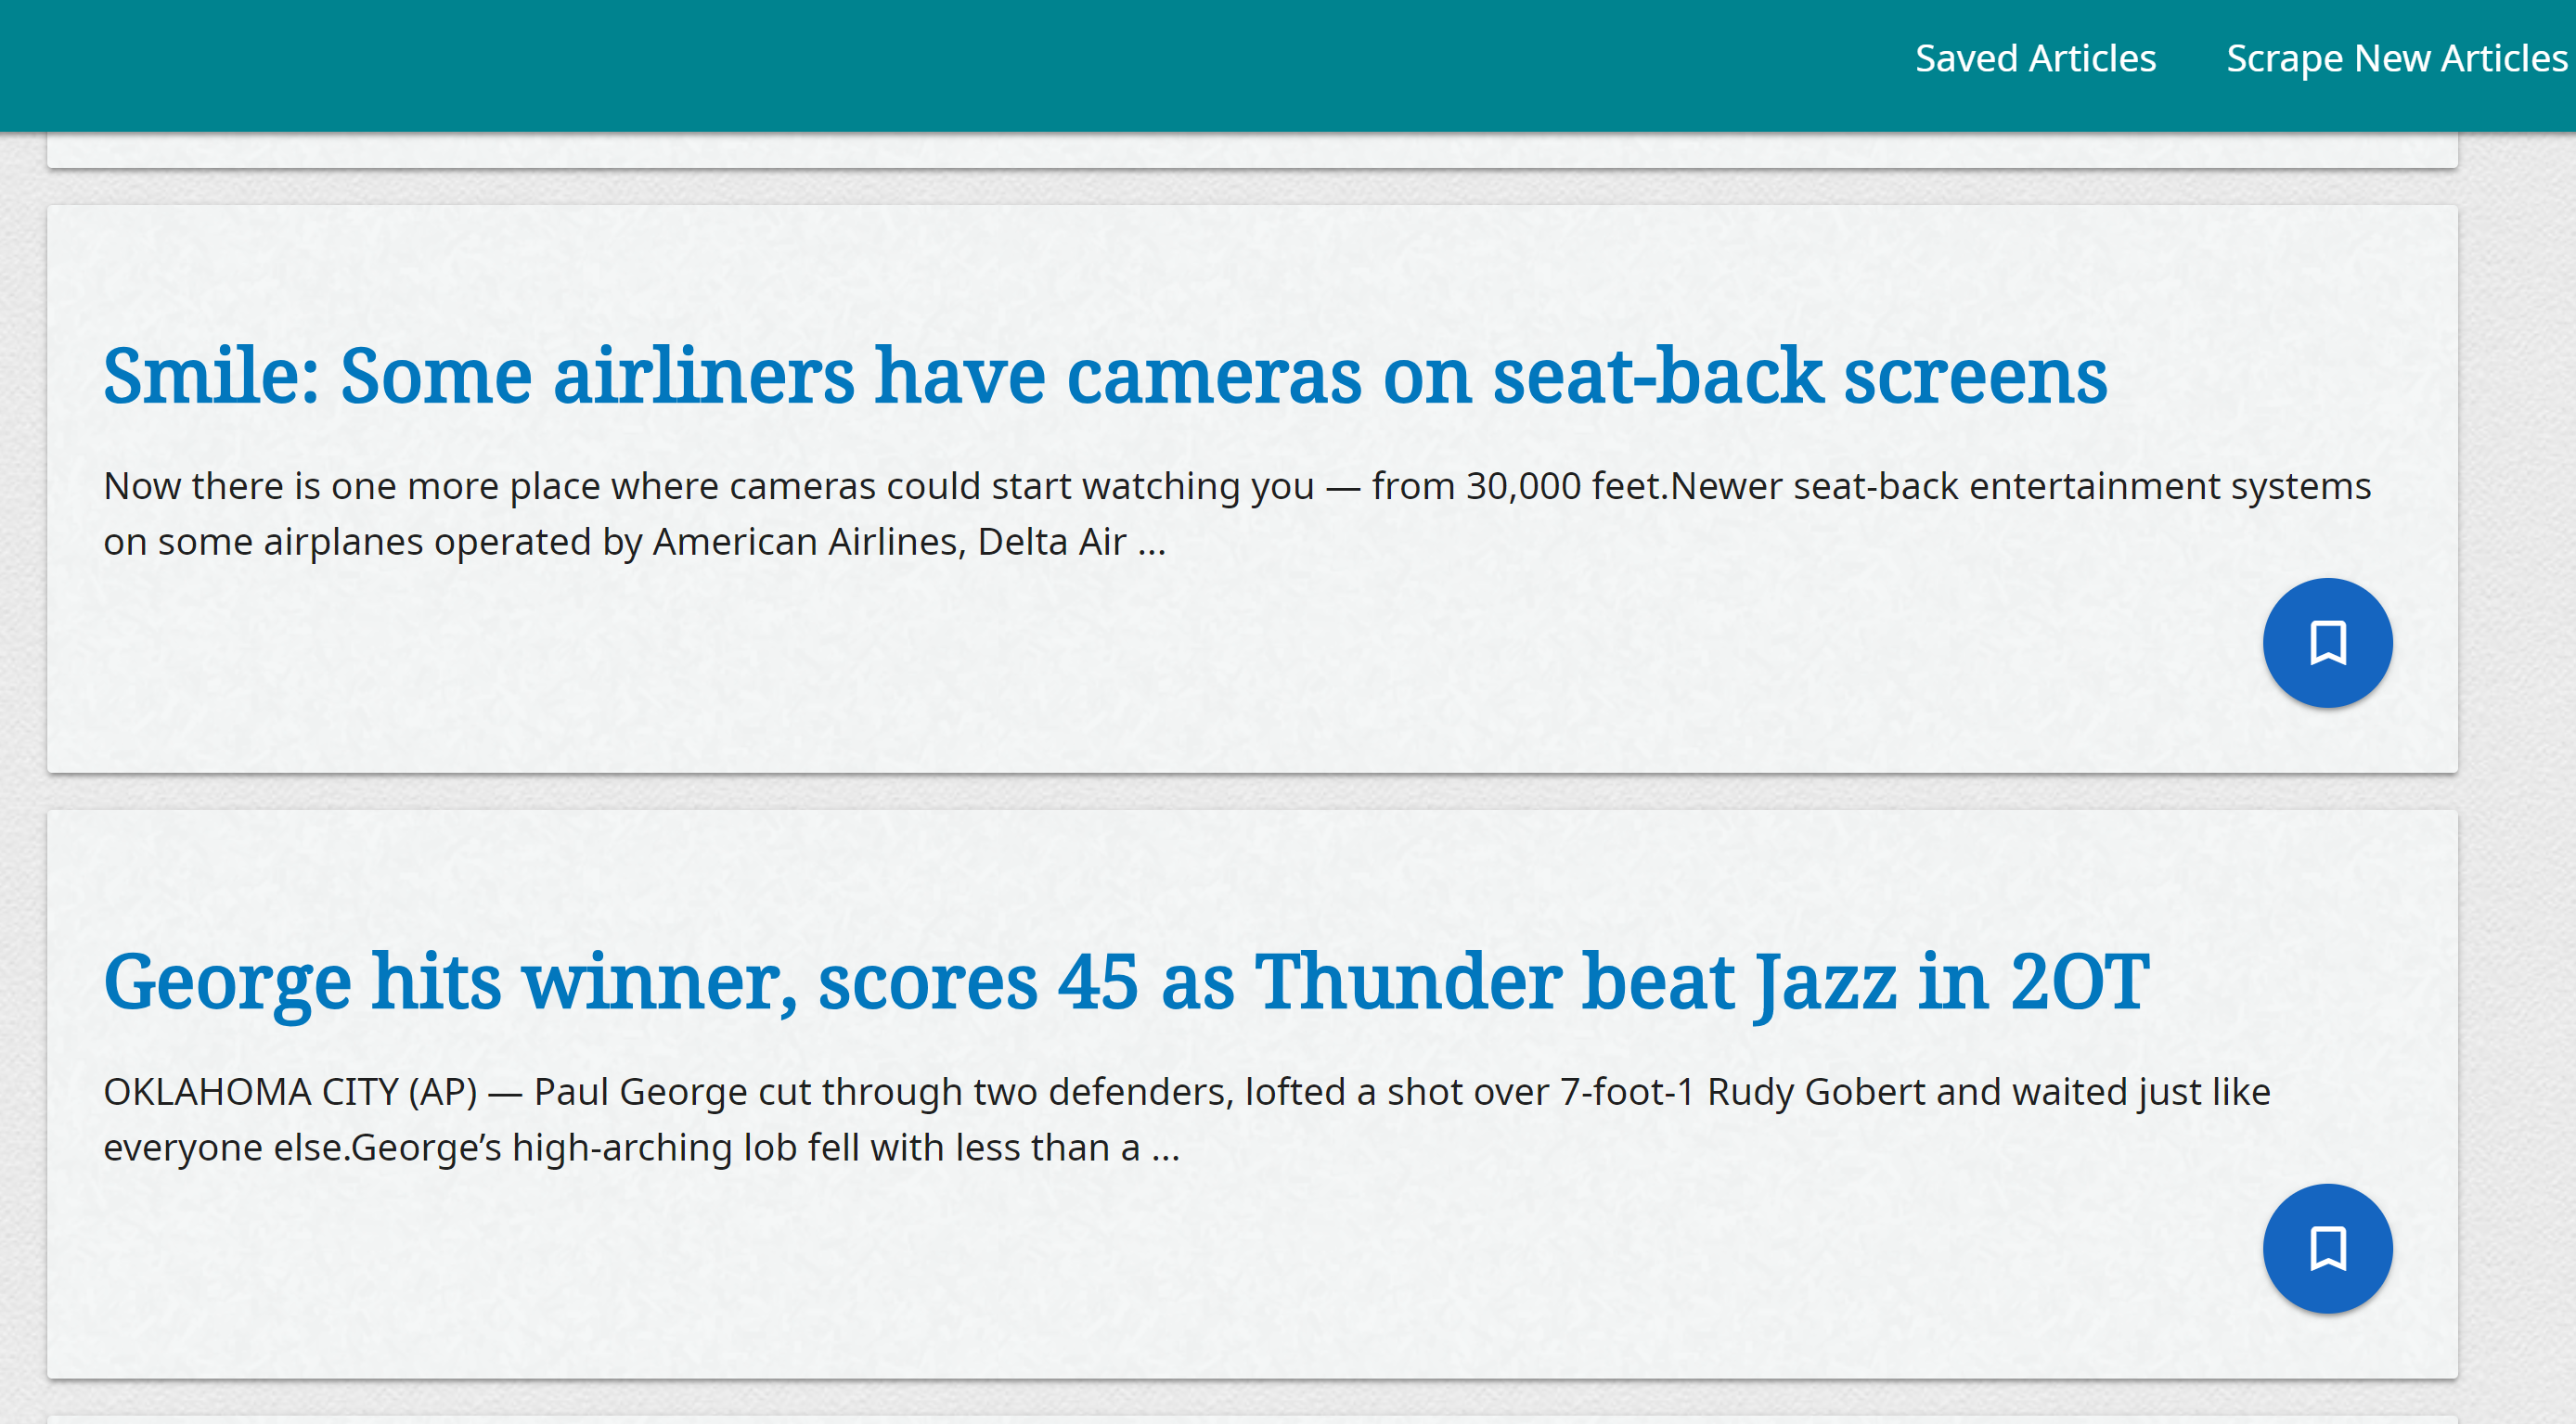 Saved Articles Scrape New Articles
Smile: Some airliners have cameras on seat-back screens
Now there is one more place where cameras could start watching you — from 30,000 feet.Newer seat-back entertainment systems
on some airplanes operated by American Airlines, Delta Air ...
George hits winner, scores 45 as Thunder beat Jazz in 2OT
OKLAHOMA CITY (AP) — Paul George cut through two defenders, lofted a shot over 7-foot-1 Rudy Gobert and waited just like
everyone else.George’s high-arching lob fell with less than a ...